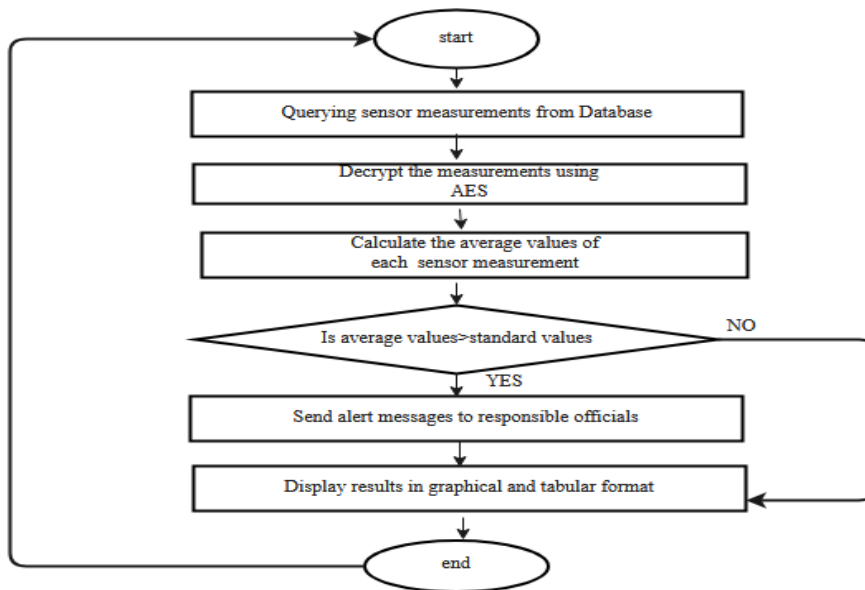 start
Querying sensor measurements from Database
Decrypt the measurements using
AES
Calculate the average values of
each sensor measurement
Is average values>standard values
NO
YES
Send alert messages to responsible officials
Display results in graphical and tabular format
end